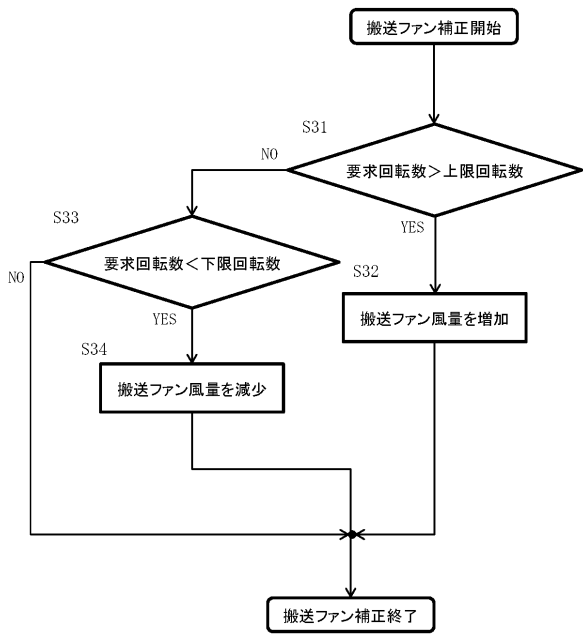 搬送ファン補正開始
S31
要求回転数＞上限回転数
NO
YES
S33
要求回転数＜下限回転数
NO
YES
S32
搬送ファン風量を増加
S34
搬送ファン風量を減少
搬送ファン補正終了